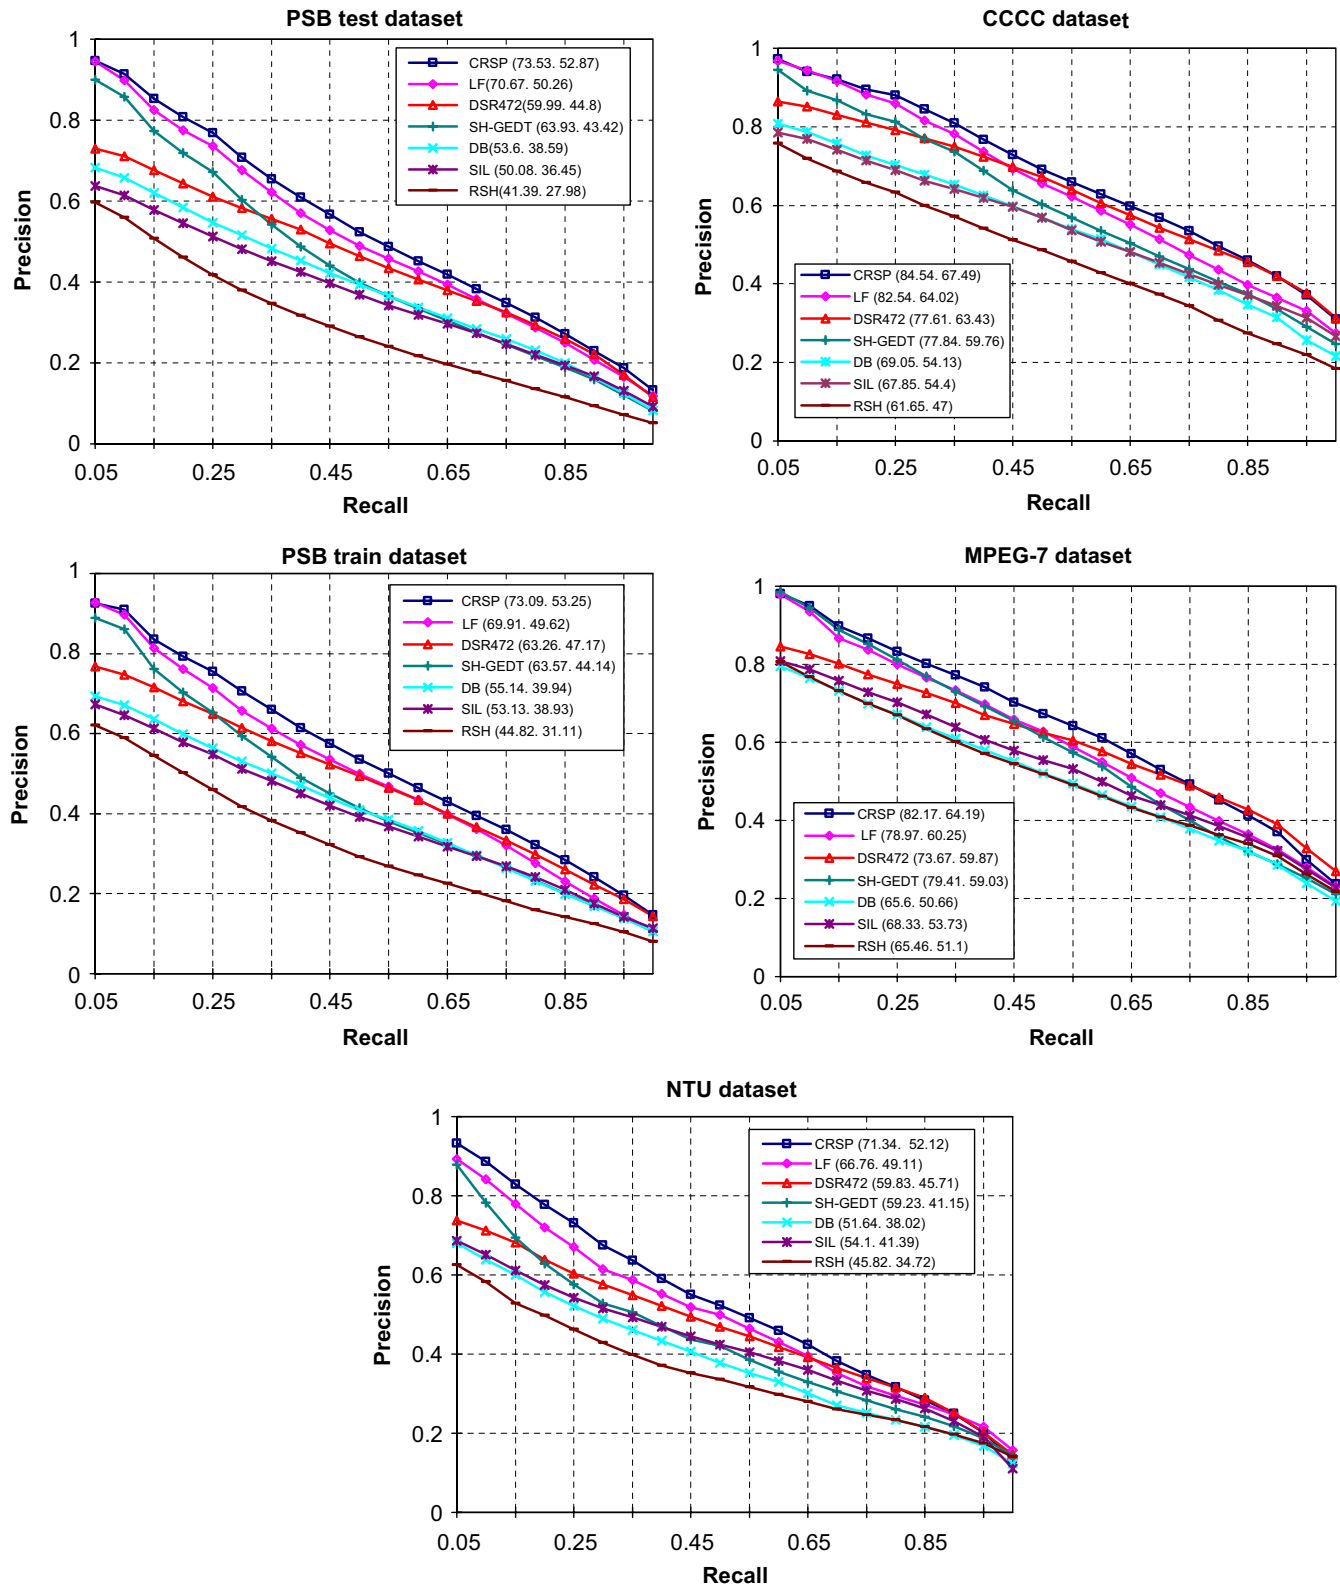 PSB test dataset
1
0.8
0.6
0.4
0.2
0
Precision
CRSP (73.53. 52.87)
LF(70.67. 50.26)
DSR472(59.99. 44.8)
SH-GEDT (63.93. 43.42)
DB(53.6. 38.59)
SIL (50.08. 36.45)
RSH(41.39. 27.98)
0.05 0.25 0.45 0.65 0.85
Recall
CCCC dataset
1
0.8
0.6
0.4
0.2
0
Precision
CRSP (84.54. 67.49)
LF (82.54. 64.02)
DSR472 (77.61. 63.43)
SH-GEDT (77.84. 59.76)
DB (69.05. 54.13)
SIL (67.85. 54.4)
RSH (61.65. 47)
0.05 0.25 0.45 0.65 0.85
Recall
PSB train dataset
1
0.8
0.6
0.4
0.2
0
Precision
CRSP (73.09. 53.25)
LF (69.91. 49.62)
DSR472 (63.26. 47.17)
SH-GEDT (63.57. 44.14)
DB (55.14. 39.94)
SIL (53.13. 38.93)
RSH (44.82. 31.11)
0.05 0.25 0.45 0.65 0.85
Recall
MPEG-7 dataset
1
0.8
0.6
0.4
0.2
0
Precision
CRSP (82.17. 64.19)
LF (78.97. 60.25)
DSR472 (73.67. 59.87)
SH-GEDT (79.41. 59.03)
DB (65.6. 50.66)
SIL (68.33. 53.73)
RSH (65.46. 51.1)
0.05 0.25 0.45 0.65 0.85
Recall
NTU dataset
1
0.8
0.6
0.4
0.2
0
Precision
CRSP (71.34. 52.12)
LF (66.76. 49.11)
DSR472 (59.83. 45.71)
SH-GEDT (59.23. 41.15)
DB (51.64. 38.02)
SIL (54.1. 41.39)
RSH (45.82. 34.72)
0.05 0.25 0.45 0.65 0.85
Recall